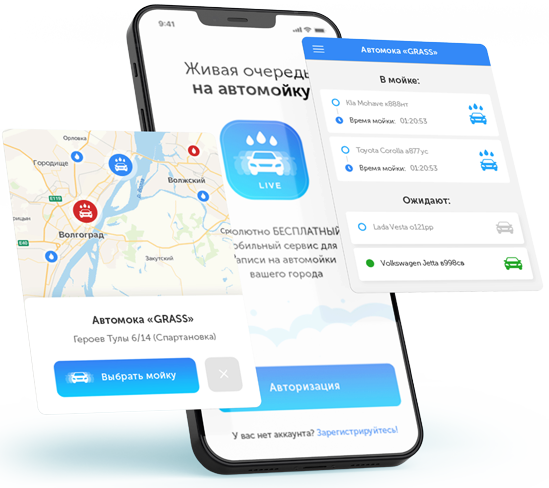 9:41
Живая очередь
на автомойку
LIVE
БЕСПЛАТНЫЙ
мобильный сервис для
записи на автомойки
вашего города
Авторизация
У вас нет аккаунта? Зарегистрируйтесь!
Орловка
Городище
Волжский
E119
Волгоград
E40
Закутский
Автомока «GRASS»
Героев Тулы 6/14 (Спартановка)
Выбрать мойку
Автомока «GRASS»
В мойке:
Kia Mohave к888нт
Время мойки: 01:20:53
Toyota Corolla а877ус
Время мойки: 01:20:53
Ожидают:
Lada Vesta о121рр
Volkswagen Jetta в998св